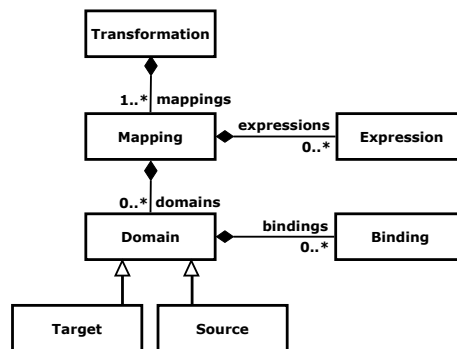 Transformation
1..* mappings
Mapping
expressions
0..*
Expression
0..* domains
Domain
bindings
0..*
Binding
Target
Source